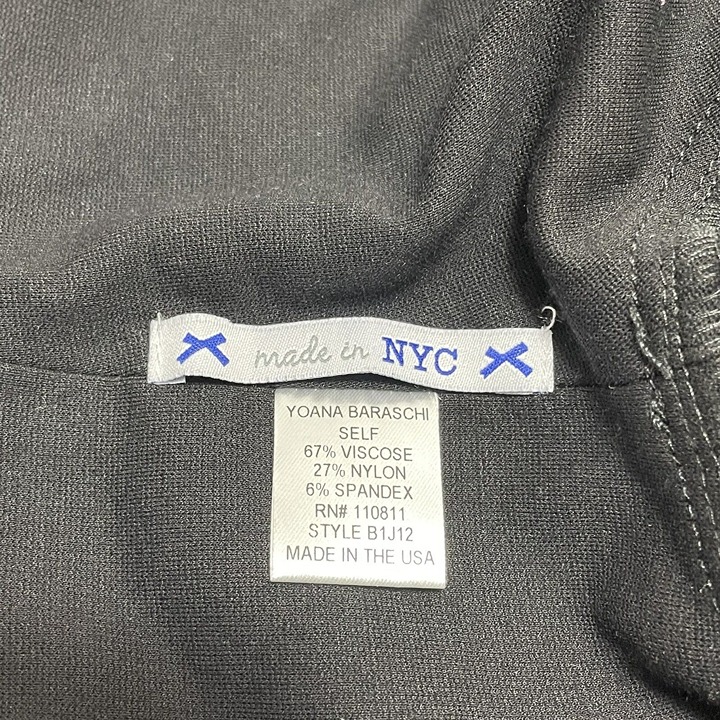 made in NYC
YOANA BARASCHI
SELF
67% VISCOSE
27% NYLON
6% SPANDEX
RN# 110811
STYLE B1J12
MADE IN THE USA